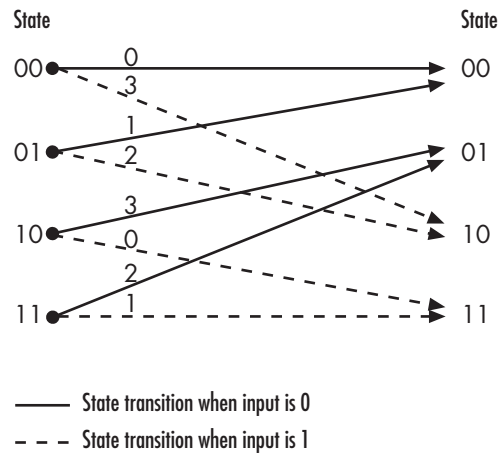 State State
00 0 00
3
1
01 2 01
3
10 0 10
2
11 1 11
State transition when input is 0
State transition when input is 1